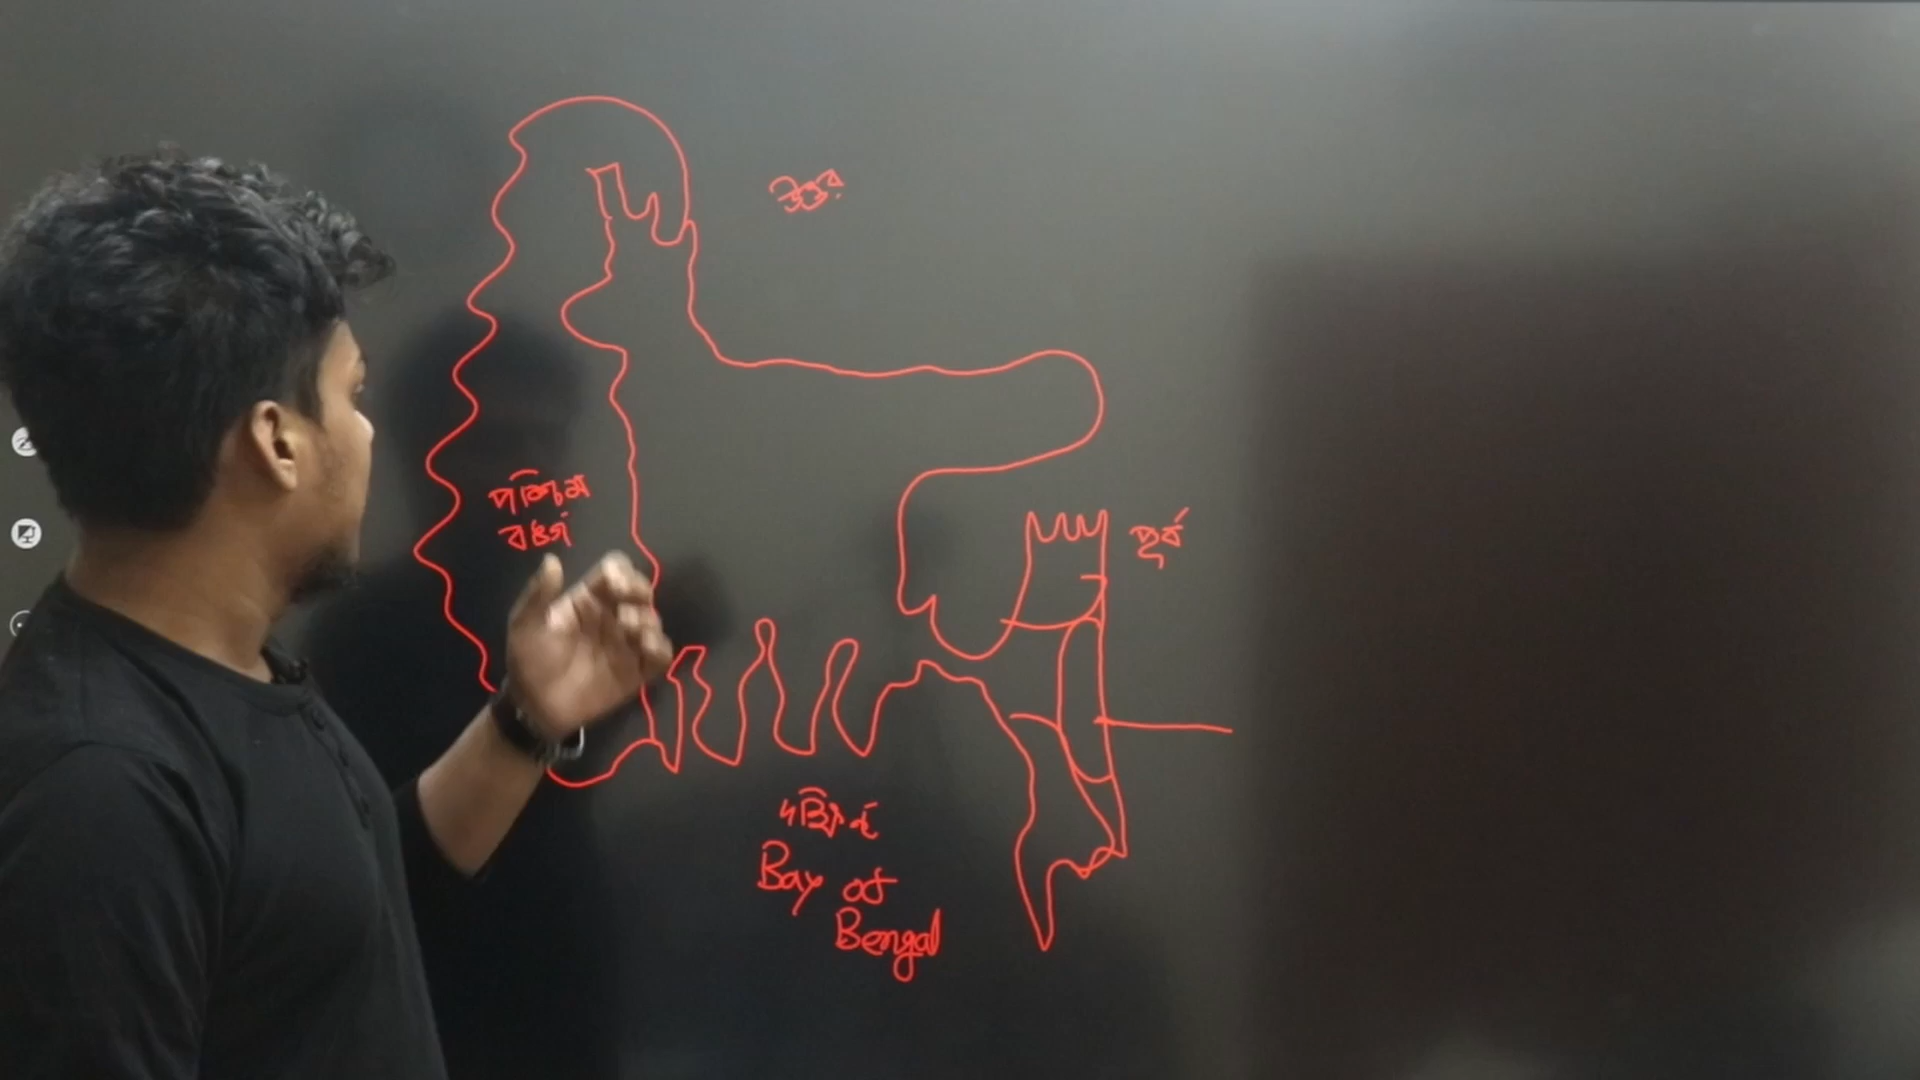 উত্তর
পশ্চিম
বঙ্গ
পূর্ব
দক্ষিণ
Bay of
Bengal